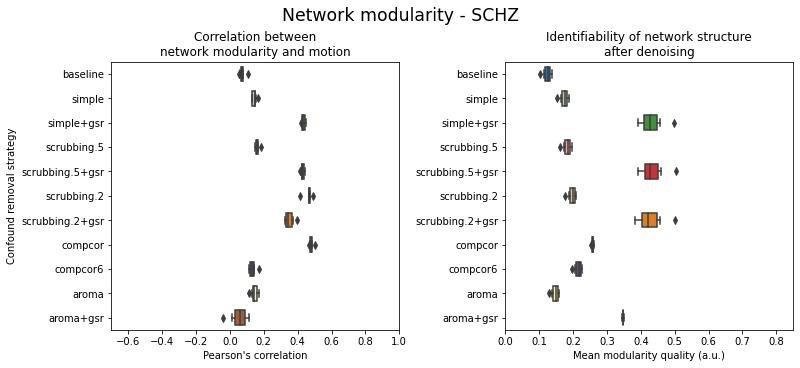 Network modularity - SCHZ
Correlation between
network modularity and motion
Confound removal strategy
baseline
simple
simple+gsr
scrubbing.5
scrubbing.5+gsr
scrubbing.2
scrubbing.2+gsr
compcor
compcor6
aroma
aroma+gsr
−0.6 −0.4 −0.2 0.0 0.2 0.4 0.6 0.8 1.0
Pearson's correlation
Identifiability of network structure
after denoising
baseline
simple
simple+gsr
scrubbing.5
scrubbing.5+gsr
scrubbing.2
scrubbing.2+gsr
compcor
compcor6
aroma
aroma+gsr
0.0 0.1 0.2 0.3 0.4 0.5 0.6 0.7 0.8
Mean modularity quality (a.u.)